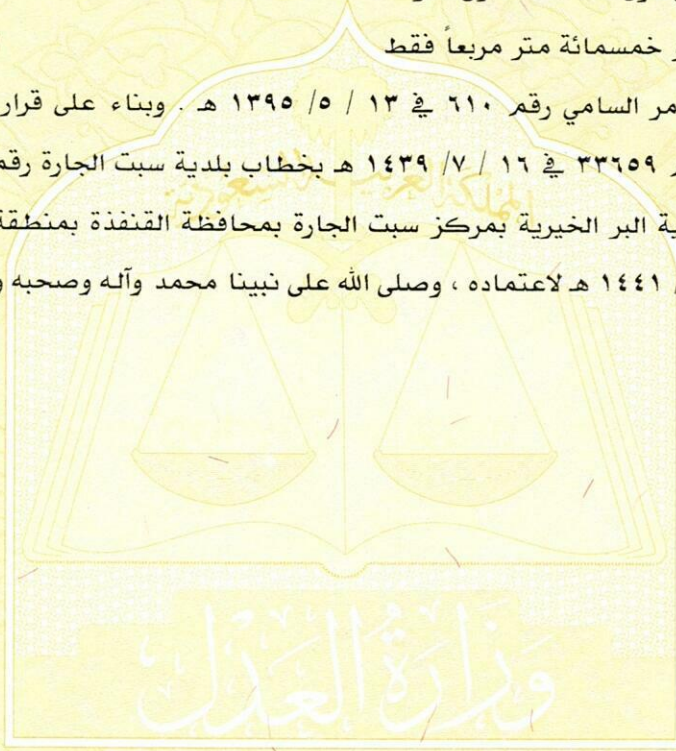 خمسمائة متر مربعاً فقط
مر السامي رقم ٦١٠ في ١٣ / ٥/ ١٣٩٥ هـ . وبناء على قرار
٣٣٦٥٩ في ١٦ / ٧/ ١٤٣٩ هـ بخطاب بلدية سبت الجارة رقم
المملكة العربية السعودية
ية البر الخيرية بمركز سبت الجارة بمحافظة القنفذة بمنطقة
١٤٤١ هـ لاعتماده ، وصلى الله على نبينا محمد وآله وصحبه و
وزارة العدل